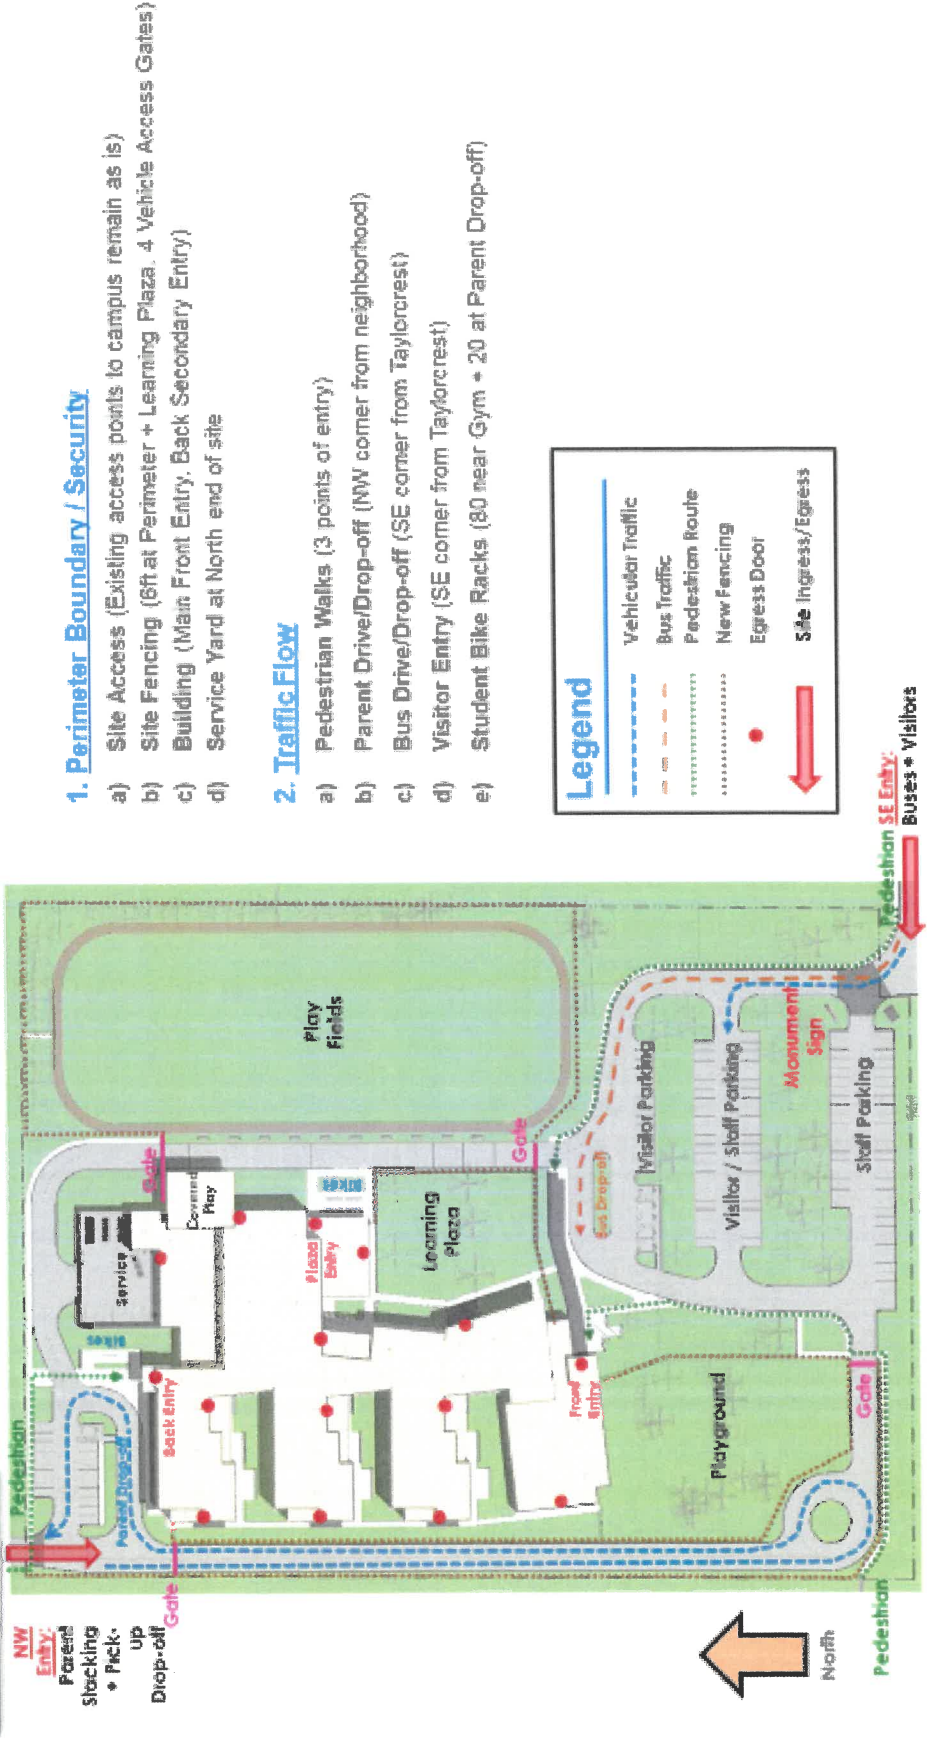 1. Perimeter Boundary / Security
a) Site Access (Existing access points to campus remain as is)
b) Site Fencing (6ft at Perimeter + Learning Plaza. 4 Vehicle Access Gates)
c) Building (Main Front Entry, Back Secondary Entry)
d) Service Yard at North end of site
2. Traffic Flow
a) Pedestrian Walks (3 points of entry)
b) Parent Drive/Drop-off (NW corner from neighborhood)
c) Bus Drive/Drop-off (SE corner from Taylorcrest)
d) Visitor Entry (SE corner from Taylorcrest)
e) Student Bike Racks (80 near Gym + 20 at Parent Drop-off)
Legend
Vehicular Traffic
Bus Traffic
Pedestrian Route
New Fencing
Egress Door
Site Ingress/Egress
NW
Entry:
Parent
Stacking
+ Pick-
up
Drop-off
Gate
Pedestrian
Parent Drop-off
Back Entry
Bikes
Service
Gate
Covered
Play
Bikes
Plaza
Entry
Learning
Plaza
Play
Fields
Gate
Bus Drop-off
Front
Entry
Playground
Visitor Parking
Visitor / Staff Parking
Monument
Sign
Staff Parking
Gate
Pedestrian
SE Entry:
Buses + Visitors
Pedestrian
North